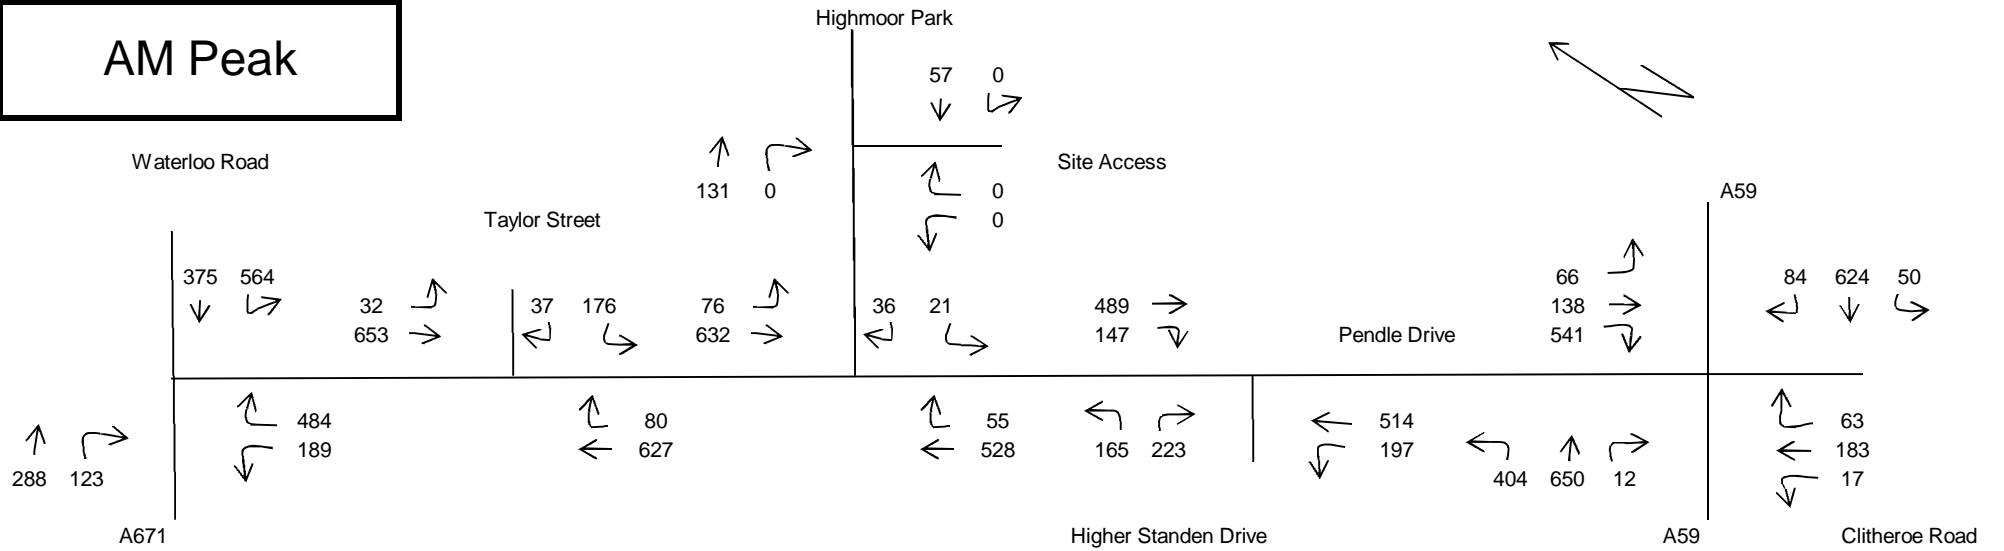 Highmoor Park
AM Peak
57 0
Waterloo Road
Site Access
131 0
0
A59
Taylor Street
0
375 564
66
84 624 50
32
37 176
76
36 21
489
138
653
632
147
Pendle Drive
541
484
80
55
514
63
189
627
528
165 223
197
183
288 123
404 650 12
17
A671
Higher Standen Drive
A59
Clitheroe Road